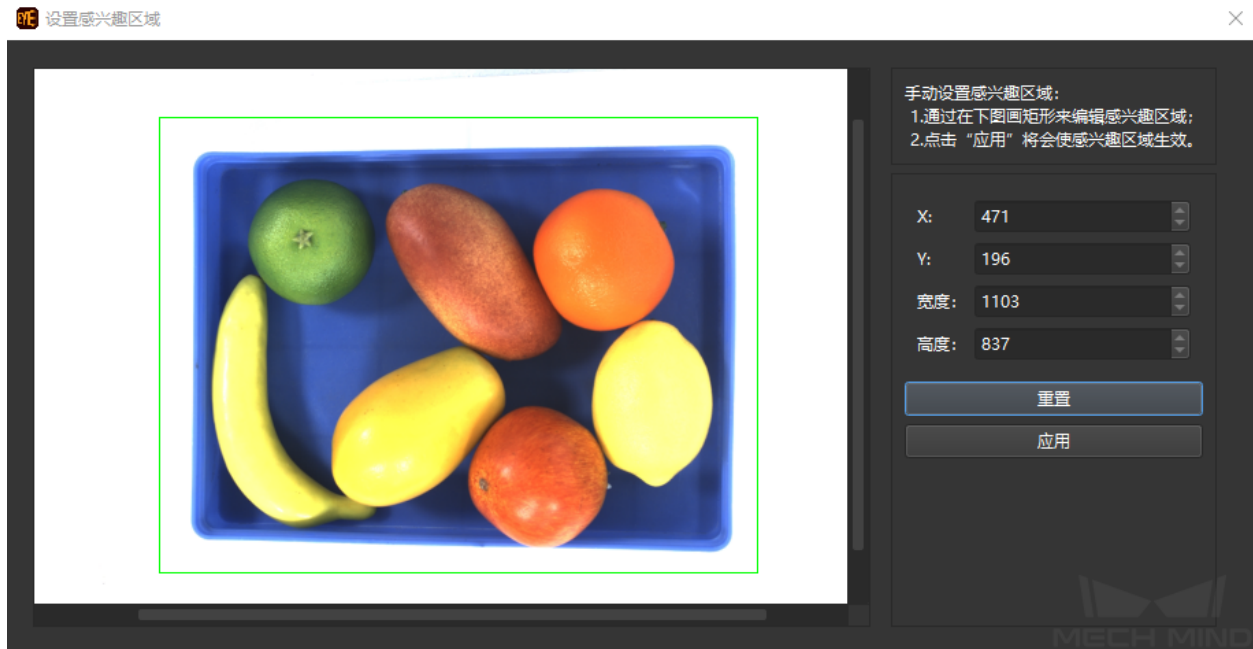 EYE 设置感兴趣区域
手动设置感兴趣区域:
1.通过在下图画矩形来编辑感兴趣区域;
2.点击“应用”将会使感兴趣区域生效。
X: 471
Y: 196
宽度: 1103
高度: 837
重置
应用
MECH MIND